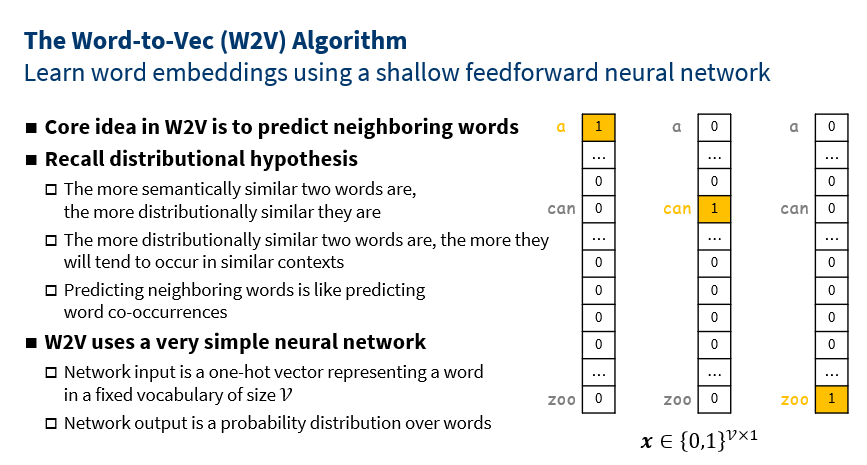 The Word-to-Vec (W2V) Algorithm
Learn word embeddings using a shallow feedforward neural network
■ Core idea in W2V is to predict neighboring words
■ Recall distributional hypothesis
□ The more semantically similar two words are,
the more distributionally similar they are
□ The more distributionally similar two words are, the more they
will tend to occur in similar contexts
□ Predicting neighboring words is like predicting
word co-occurrences
■ W2V uses a very simple neural network
□ Network input is a one-hot vector representing a word
in a fixed vocabulary of size 𝒱
□ Network output is a probability distribution over words
a 1
...
0
can 0
...
0
0
0
0
...
zoo 0
a 0
...
0
can 1
...
0
0
0
0
...
zoo 0
a 0
...
0
can 0
...
0
0
0
0
...
zoo 1
𝒙 ∈ {0,1}^𝒱×1